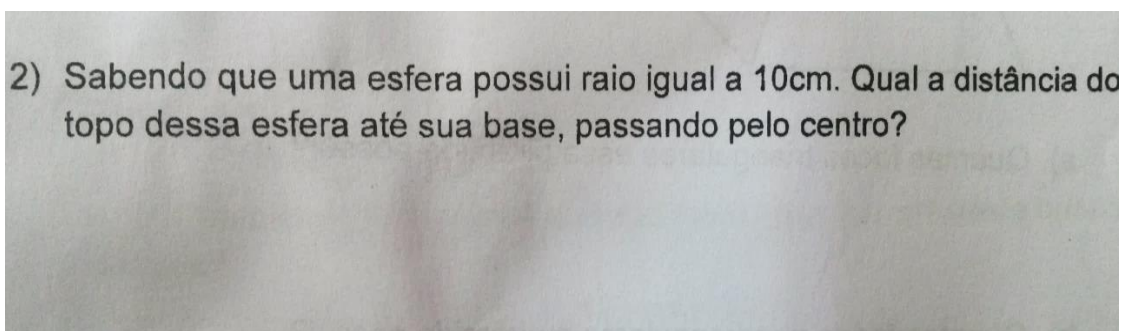 2) Sabendo que uma esfera possui raio igual a 10cm. Qual a distância do
topo dessa esfera até sua base, passando pelo centro?